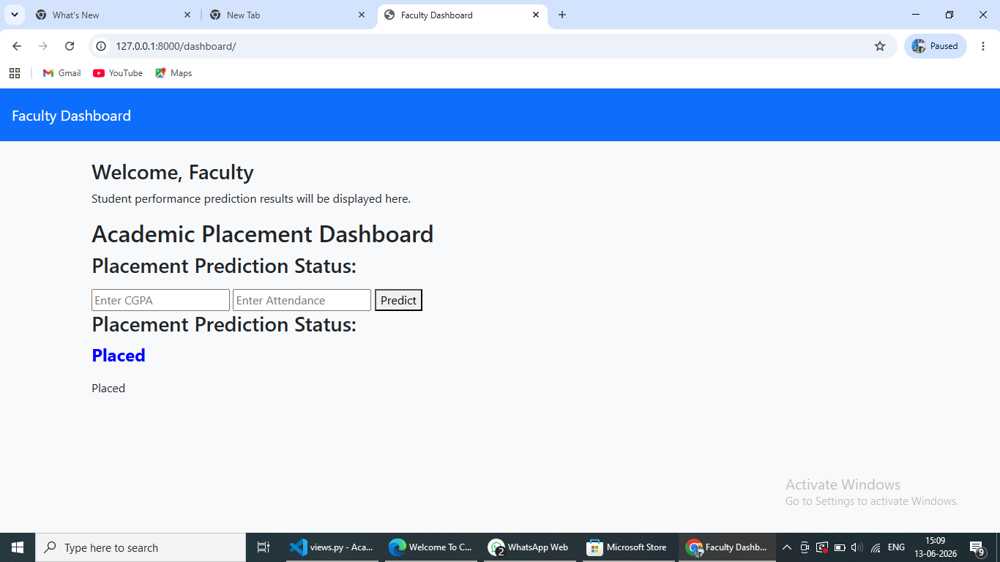 What's New
New Tab
Faculty Dashboard
127.0.0.1:8000/dashboard/
Paused
Gmail
YouTube
Maps
Faculty Dashboard
Welcome, Faculty
Student performance prediction results will be displayed here.
Academic Placement Dashboard
Placement Prediction Status:
Enter CGPA Enter Attendance Predict
Placement Prediction Status:
Placed
Placed
Activate Windows
Go to Settings to activate Windows.
Type here to search
views.py - Aca...
Welcome To C...
2
WhatsApp Web
Microsoft Store
Faculty Dashb...
ENG
15:09
13-06-2026
9